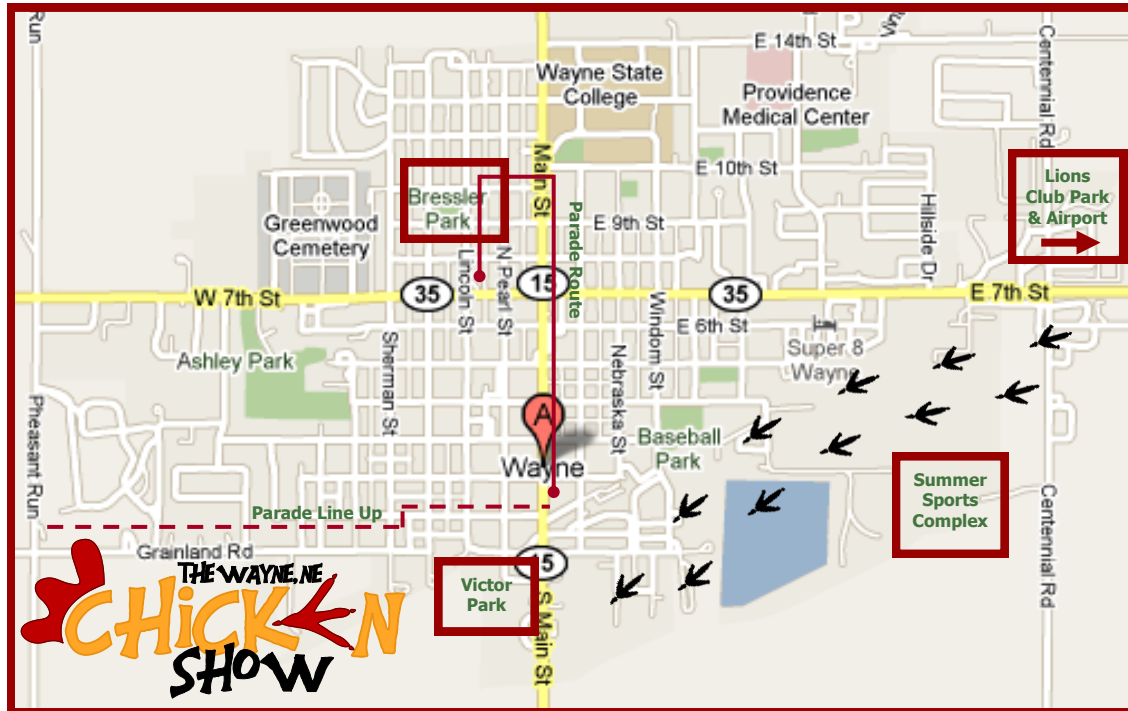 Run
E 14th St
Centennial Rd
Wayne State
College
Providence
Medical Center
Main St
E 10th St
Lions
Club Park
& Airport
Bressler
Park
Greenwood
Cemetery
Parade Route
E 9th St
Hillside Dr
Lincoln St
N Pearl St
W 7th St
35
15
35
E 7th St
Windom St
E 6th St
Super 8
Wayne
Ashley Park
Sherman St
Nebraska St
Pheasant Run
A
Baseball
Park
Wayne
Summer
Sports
Complex
Parade Line Up
Centennial Rd
Grainland Rd
15
Victor
Park
S Main St
THE WAYNE, NE
CHiCKEN
SHOW